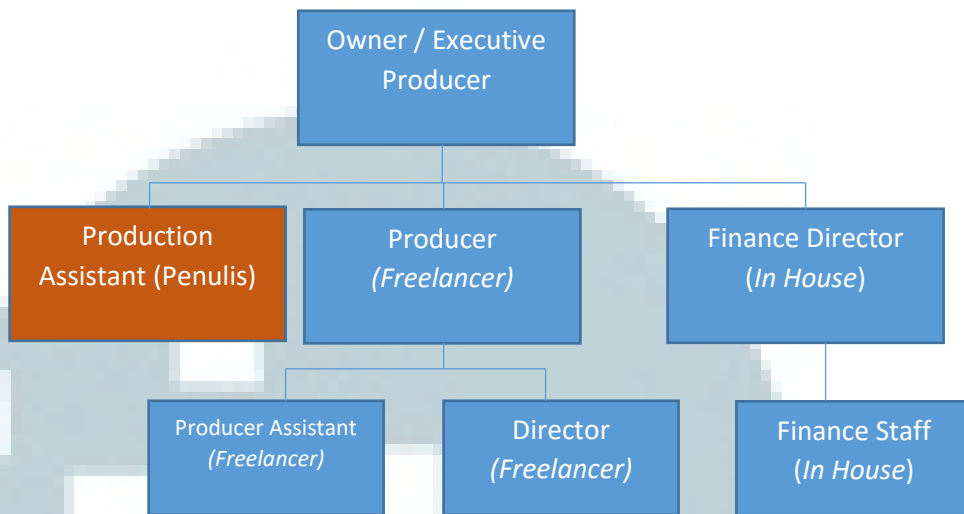 Owner / Executive
Producer
Production
Assistant (Penulis)
Producer
(Freelancer)
Finance Director
(In House)
Producer Assistant
(Freelancer)
Director
(Freelancer)
Finance Staff
(In House)